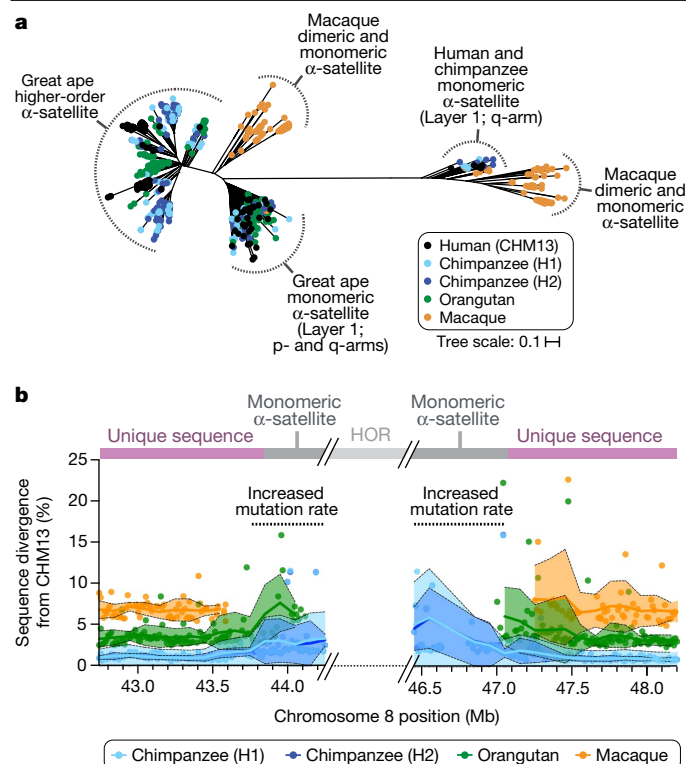 a
Macaque
dimeric and
monomeric
α-satellite
Great ape
higher-order
α-satellite
Human and
chimpanzee
monomeric
α-satellite
(Layer 1; q-arm)
Macaque
dimeric and
monomeric
α-satellite
Great ape
monomeric
α-satellite
(Layer 1;
p- and q-arms)
Human (CHM13)
Chimpanzee (H1)
Chimpanzee (H2)
Orangutan
Macaque
Tree scale: 0.1
b
Monomeric
α-satellite
Monomeric
α-satellite
Unique sequence
HOR
Unique sequence
Increased
mutation rate
Increased
mutation rate
Sequence divergence
from CHM13 (%)
25
20
15
10
5
0
43.0 43.5 44.0 46.5 47.0 47.5 48.0
Chromosome 8 position (Mb)
Chimpanzee (H1) Chimpanzee (H2) Orangutan Macaque